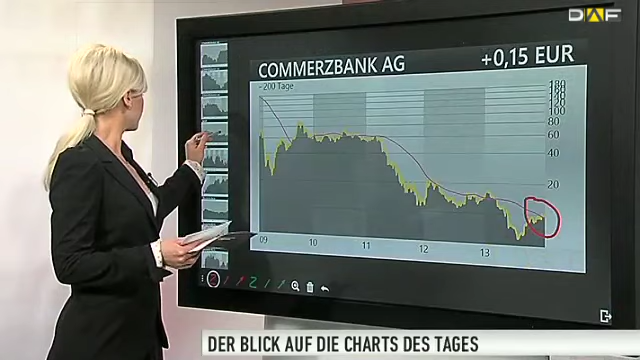 DAF
COMMERZBANK AG
+0,15 EUR
- 200 Tage
180
140
120
100
80
60
40
20
09
10
11
12
13
DER BLICK AUF DIE CHARTS DES TAGES